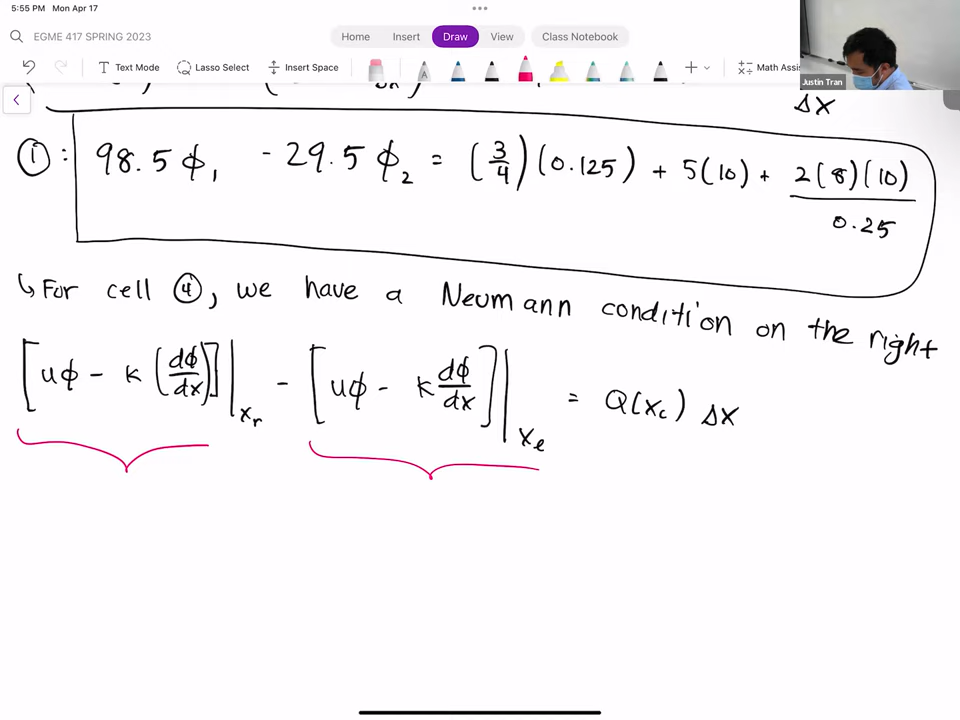 5:55 PM Mon Apr 17
EGME 417 SPRING 2023
Home Insert Draw View Class Notebook
Text Mode Lasso Select Insert Space Math Assis
Justin Tran
Δx
① : 98.5 ϕ₁ - 29.5 ϕ₂ = (3/4)(0.125) + 5(10) + 2(8)(10)/0.25
↳ For cell ④, we have a Neumann condition on the right
[uϕ - k(dϕ/dx)]|xᵣ - [uϕ - k dϕ/dx]|xₑ = Q(x_c) Δx